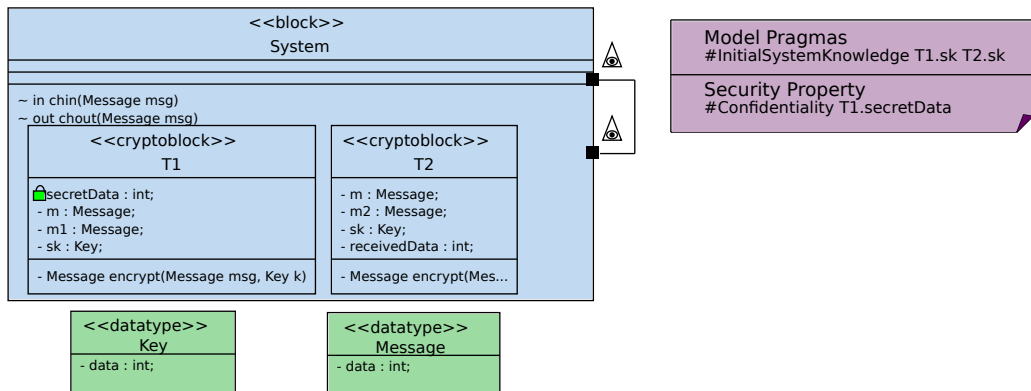 <<block>>
System
~ in chin(Message msg)
~ out chout(Message msg)
<<cryptoblock>>
T1
secretData : int;
- m : Message;
- m1 : Message;
- sk : Key;
- Message encrypt(Message msg, Key k)
<<cryptoblock>>
T2
- m : Message;
- m2 : Message;
- sk : Key;
- receivedData : int;
- Message encrypt(Mes...
Model Pragmas
#InitialSystemKnowledge T1.sk T2.sk
Security Property
#Confidentiality T1.secretData
<<datatype>>
Key
- data : int;
<<datatype>>
Message
- data : int;